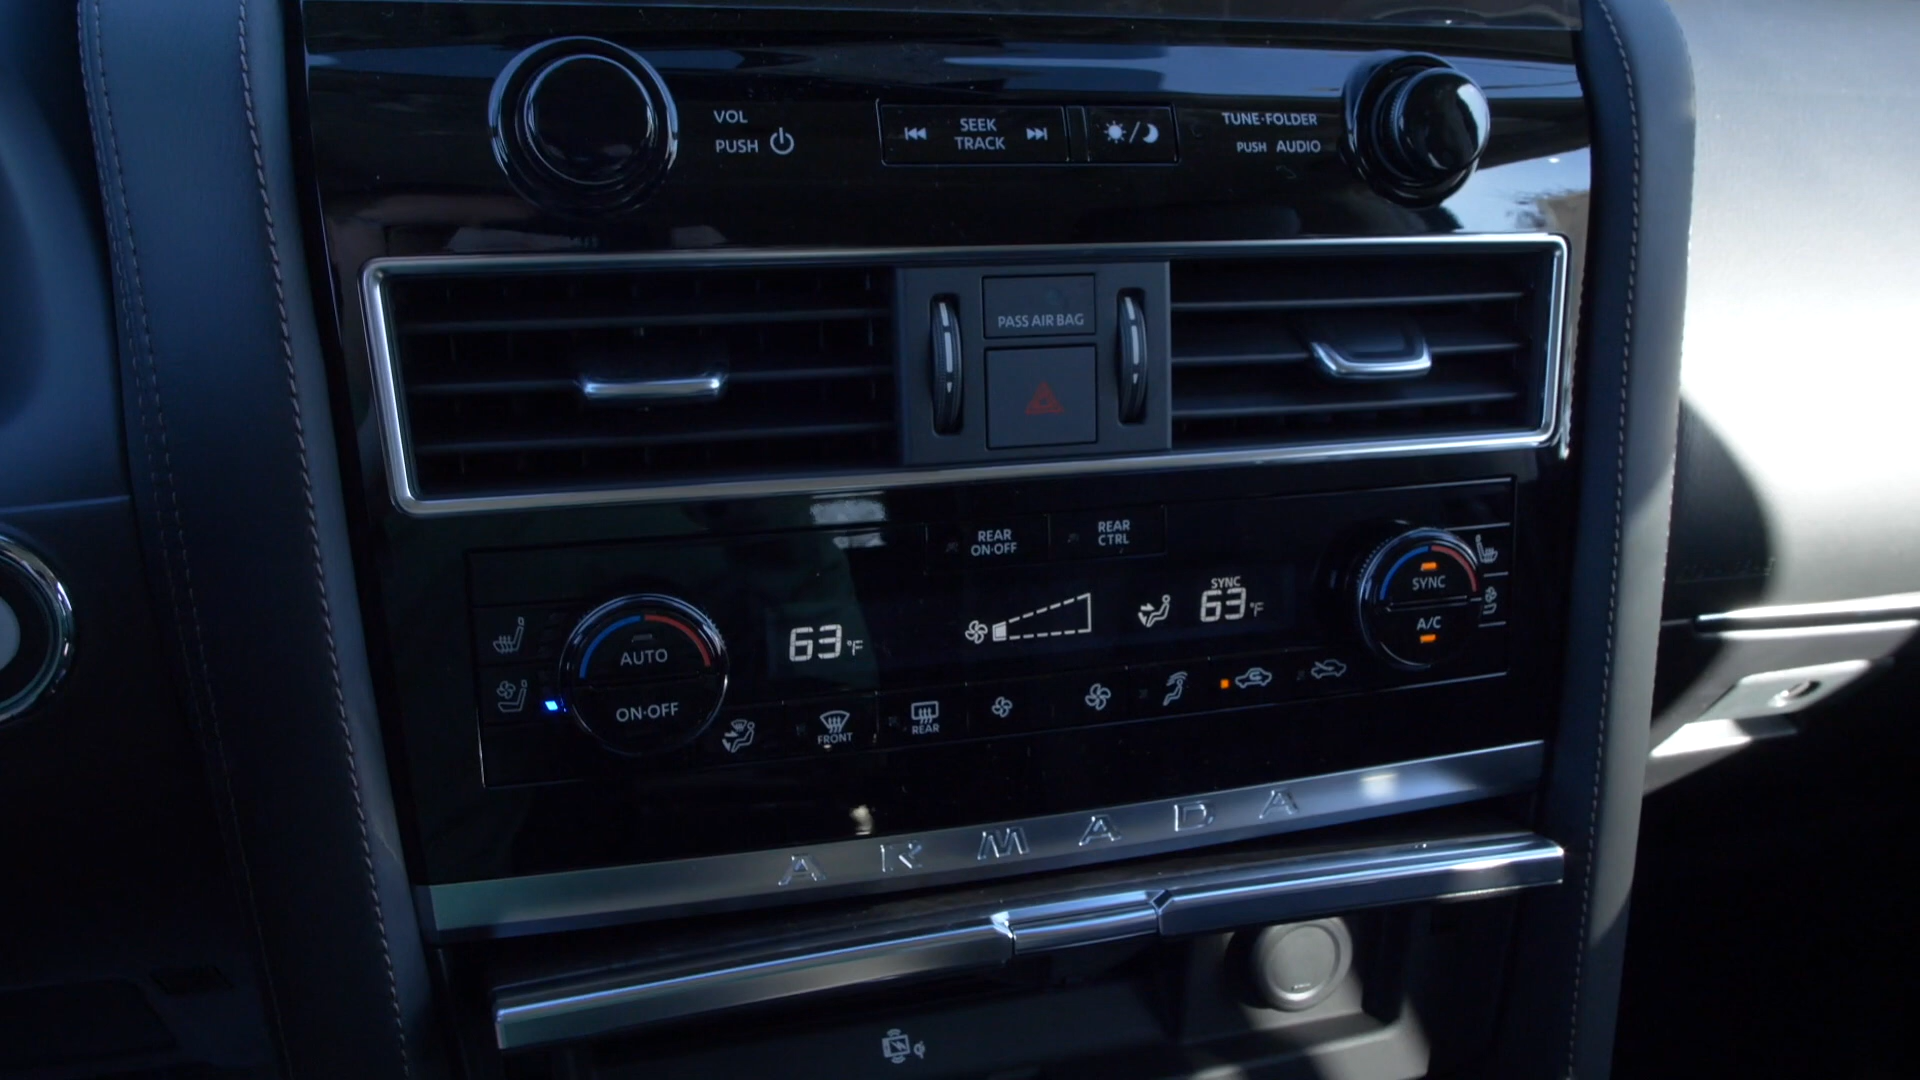 VOL
PUSH
SEEK
TRACK
TUNE·FOLDER
PUSH AUDIO
PASS AIR BAG
REAR
ON·OFF
REAR
CTRL
AUTO
ON·OFF
63°F
SYNC
63°F
SYNC
A/C
FRONT
REAR
ARMADA